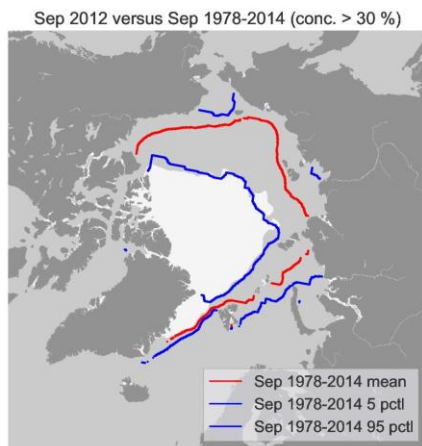 Sep 2012 versus Sep 1978-2014 (conc. > 30 %)
Sep 1978-2014 mean
Sep 1978-2014 5 pctl
Sep 1978-2014 95 pctl